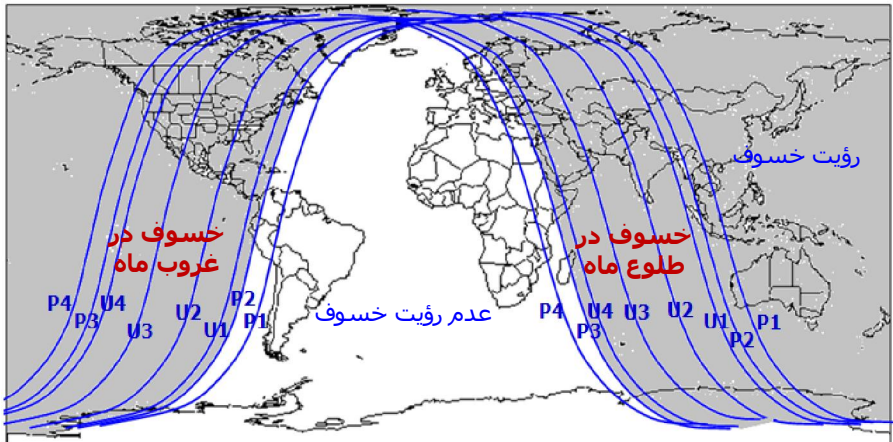 رؤیت خسوف
خسوف در
غروب ماه
خسوف در
طلوع ماه
عدم رؤیت خسوف
P4 P3 U4 U3 U2 U1 P2 P1
P4 P3 U4 U3 U2 U1 P2 P1